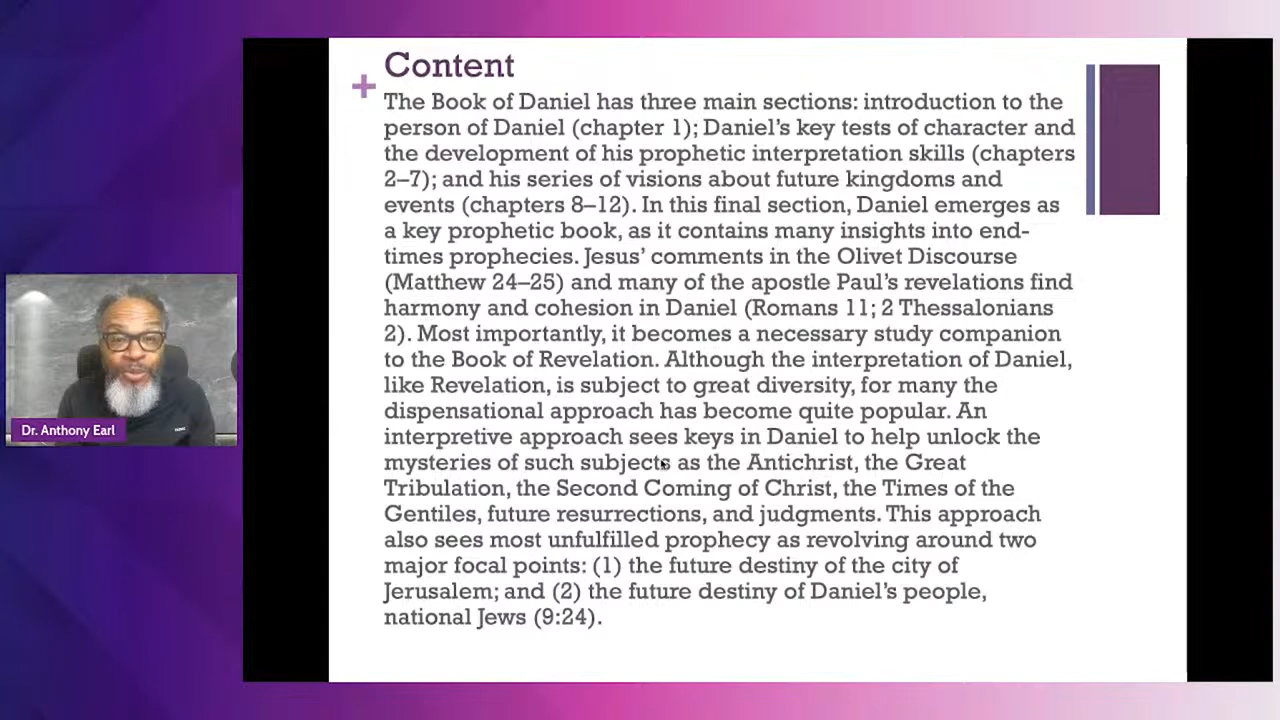 Content
+
The Book of Daniel has three main sections: introduction to the
person of Daniel (chapter 1); Daniel’s key tests of character and
the development of his prophetic interpretation skills (chapters
2–7); and his series of visions about future kingdoms and
events (chapters 8–12). In this final section, Daniel emerges as
a key prophetic book, as it contains many insights into end-
times prophecies. Jesus’ comments in the Olivet Discourse
(Matthew 24–25) and many of the apostle Paul’s revelations find
harmony and cohesion in Daniel (Romans 11; 2 Thessalonians
2). Most importantly, it becomes a necessary study companion
to the Book of Revelation. Although the interpretation of Daniel,
like Revelation, is subject to great diversity, for many the
dispensational approach has become quite popular. An
interpretive approach sees keys in Daniel to help unlock the
mysteries of such subjects as the Antichrist, the Great
Tribulation, the Second Coming of Christ, the Times of the
Gentiles, future resurrections, and judgments. This approach
also sees most unfulfilled prophecy as revolving around two
major focal points: (1) the future destiny of the city of
Jerusalem; and (2) the future destiny of Daniel’s people,
national Jews (9:24).
Dr. Anthony Earl